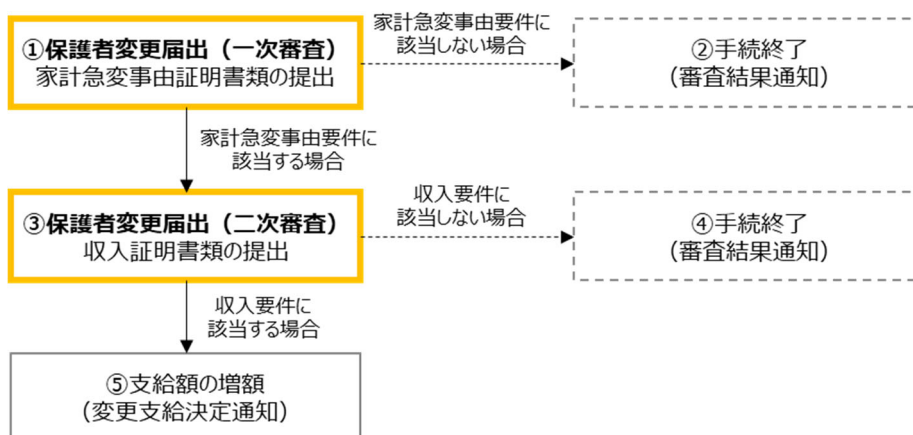 ①保護者変更届出（一次審査）
家計急変事由証明書類の提出
家計急変事由要件に
該当しない場合
②手続終了
（審査結果通知）
家計急変事由要件に
該当する場合
③保護者変更届出（二次審査）
収入証明書類の提出
収入要件に
該当しない場合
④手続終了
（審査結果通知）
収入要件に
該当する場合
⑤支給額の増額
（変更支給決定通知）